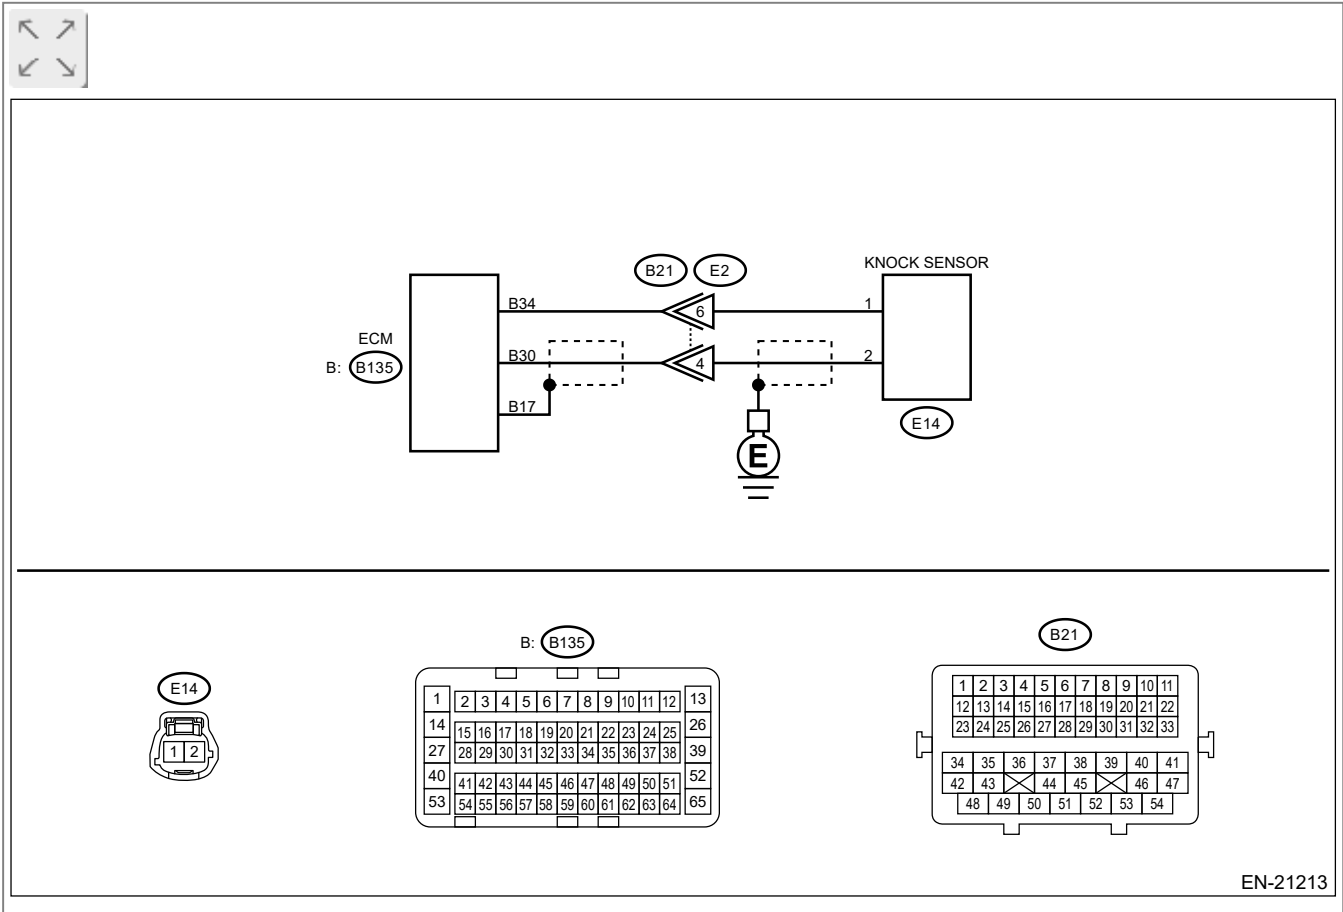 B21 E2
KNOCK SENSOR
B34 6 1
ECM
B: B135
B30 4 2
B17
E14
E
B: B135
B21
E14
1 2
1 2 3 4 5 6 7 8 9 10 11 12 13
14 15 16 17 18 19 20 21 22 23 24 25 26
27 28 29 30 31 32 33 34 35 36 37 38 39
40 41 42 43 44 45 46 47 48 49 50 51 52
53 54 55 56 57 58 59 60 61 62 63 64 65
1 2 3 4 5 6 7 8 9 10 11
12 13 14 15 16 17 18 19 20 21 22
23 24 25 26 27 28 29 30 31 32 33
34 35 36 37 38 39 40 41
42 43 44 45 46 47
48 49 50 51 52 53 54
EN-21213